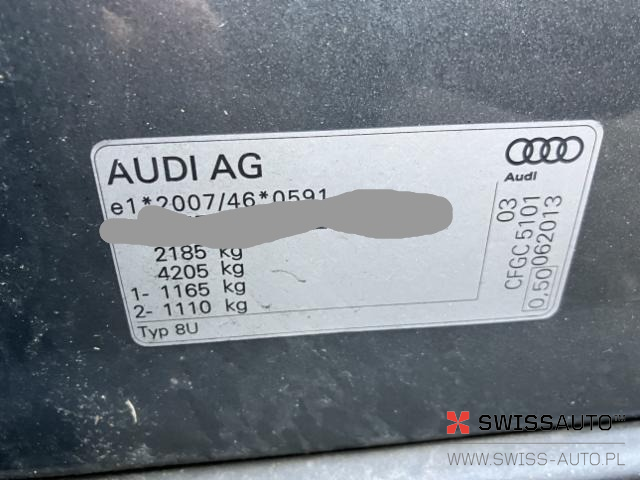 AUDI AG
Audi
e1*2007/46*0591
2185 kg
4205 kg
1- 1165 kg
2- 1110 kg
Typ 8U
03
CFGC 5101
0,50 062013
SWISSAUTO
WWW.SWISS-AUTO.PL